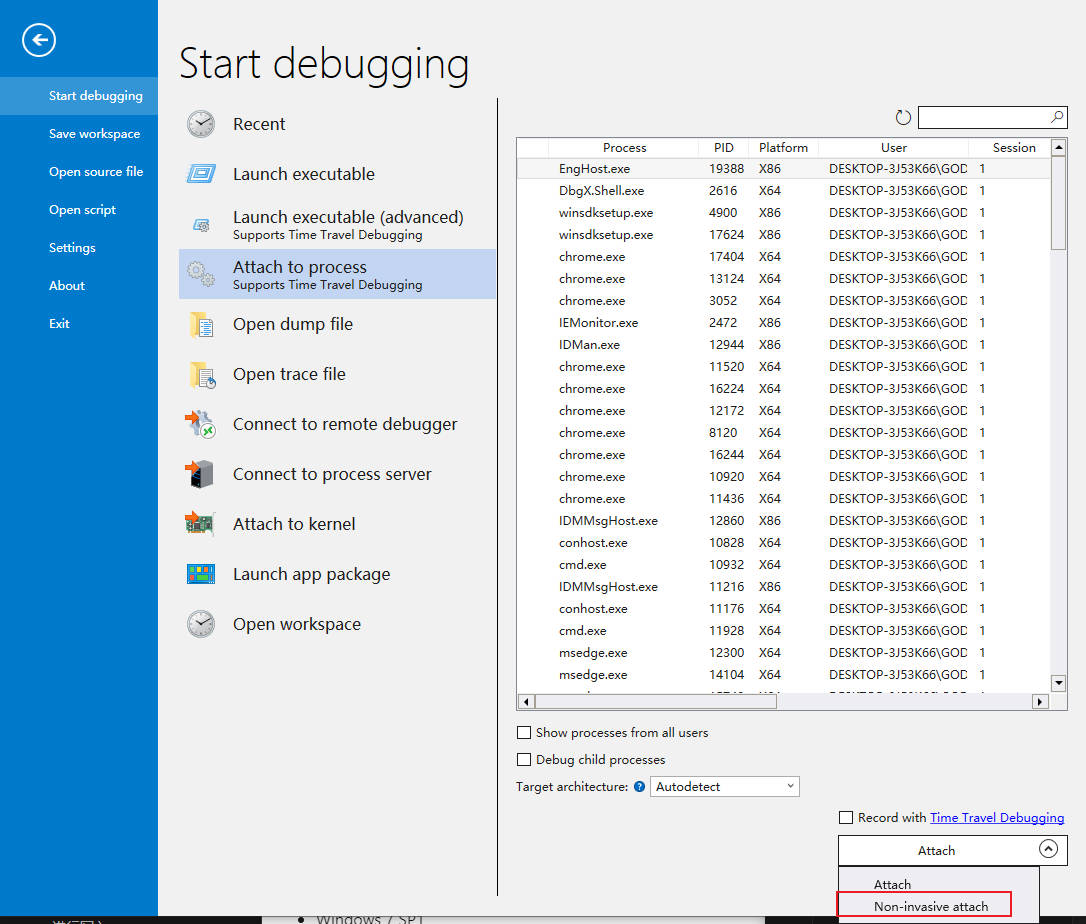 Start debugging
Start debugging
Save workspace
Open source file
Open script
Settings
About
Exit
Recent
Launch executable
Launch executable (advanced)
Supports Time Travel Debugging
Attach to process
Supports Time Travel Debugging
Open dump file
Open trace file
Connect to remote debugger
Connect to process server
Attach to kernel
Launch app package
Open workspace
Process PID Platform User Session
EngHost.exe 19388 X86 DESKTOP-3J53K66\GOD 1
DbgX.Shell.exe 2616 X64 DESKTOP-3J53K66\GOD 1
winsdksetup.exe 4900 X86 DESKTOP-3J53K66\GOD 1
winsdksetup.exe 17624 X86 DESKTOP-3J53K66\GOD 1
chrome.exe 17404 X64 DESKTOP-3J53K66\GOD 1
chrome.exe 13124 X64 DESKTOP-3J53K66\GOD 1
chrome.exe 3052 X64 DESKTOP-3J53K66\GOD 1
IEMonitor.exe 2472 X86 DESKTOP-3J53K66\GOD 1
IDMan.exe 12944 X86 DESKTOP-3J53K66\GOD 1
chrome.exe 11520 X64 DESKTOP-3J53K66\GOD 1
chrome.exe 16224 X64 DESKTOP-3J53K66\GOD 1
chrome.exe 12172 X64 DESKTOP-3J53K66\GOD 1
chrome.exe 8120 X64 DESKTOP-3J53K66\GOD 1
chrome.exe 16244 X64 DESKTOP-3J53K66\GOD 1
chrome.exe 10920 X64 DESKTOP-3J53K66\GOD 1
chrome.exe 11436 X64 DESKTOP-3J53K66\GOD 1
IDMMsgHost.exe 12860 X86 DESKTOP-3J53K66\GOD 1
conhost.exe 10828 X64 DESKTOP-3J53K66\GOD 1
cmd.exe 10932 X64 DESKTOP-3J53K66\GOD 1
IDMMsgHost.exe 11216 X86 DESKTOP-3J53K66\GOD 1
conhost.exe 11176 X64 DESKTOP-3J53K66\GOD 1
cmd.exe 11928 X64 DESKTOP-3J53K66\GOD 1
msedge.exe 12300 X64 DESKTOP-3J53K66\GOD 1
msedge.exe 14104 X64 DESKTOP-3J53K66\GOD 1
Show processes from all users
Debug child processes
Target architecture: ? Autodetect
Record with Time Travel Debugging
Attach
Attach
Non-invasive attach
Windows 7 SP1